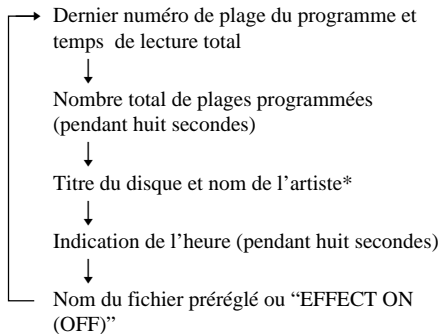 Dernier numéro de plage du programme et
temps de lecture total
Nombre total de plages programmées
(pendant huit secondes)
Titre du disque et nom de l’artiste*
Indication de l’heure (pendant huit secondes)
Nom du fichier préréglé ou “EFFECT ON
(OFF)”